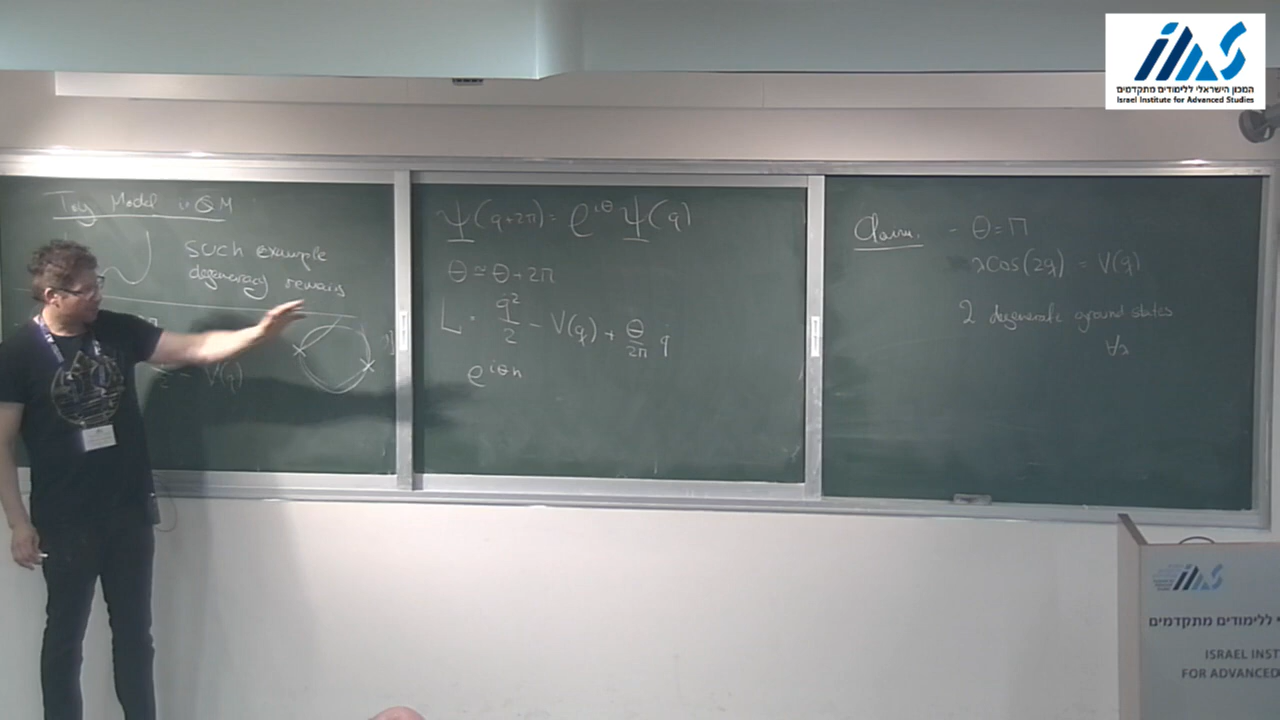 Toy Model in QM
such example
degeneracy remains
- V(q)
ψ(q+2π) = e^{iθ} ψ(q)
θ ≃ θ+2π
L = q̇²/2 - V(q) + θ/2π q̇
e^{iθn}
Claim. - θ=π
λCos(2q) = V(q)
2 degenerate ground states
∀λ
המכון הישראלי ללימודים מתקדמים
Israel Institute for Advanced Studies
ללימודים מתקדמים
ISRAEL INST
FOR ADVANCED